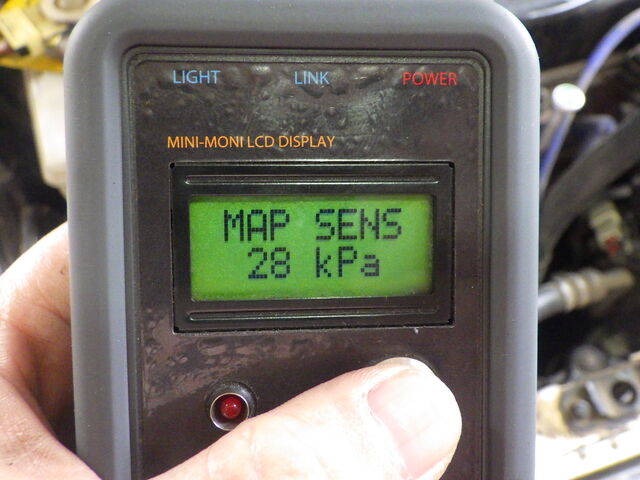 LIGHT LINK POWER
MINI-MONI LCD DISPLAY
MAP SENS
28 kPa